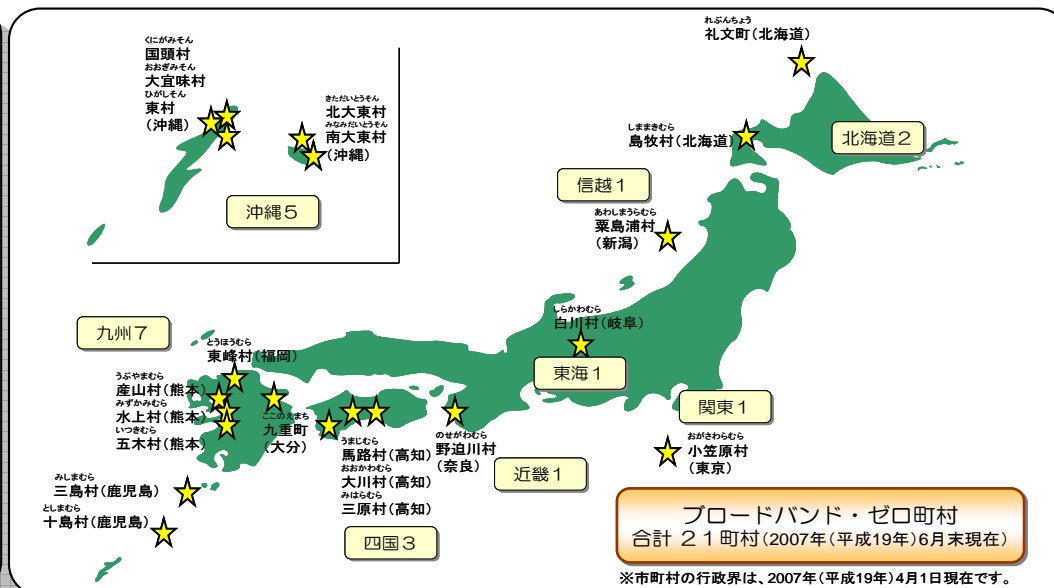 くにがみそん
国頭村
おおぎみそん
大宜味村
ひがしそん
東村
(沖縄)
きただいとうそん
北大東村
みなみだいとうそん
南大東村
(沖縄)
沖縄5
れぶんちょう
礼文町(北海道)
しままきむら
島牧村(北海道)
北海道2
信越1
あわしまうらむら
粟島浦村
(新潟)
しらかわむら
白川村(岐阜)
東海1
九州7
とうほうむら
東峰村(福岡)
うぶやまむら
産山村(熊本)
みずかみむら
水上村(熊本)
いつきむら
五木村(熊本)
ここのえまち
九重町
(大分)
みしまむら
三島村(鹿児島)
としまむら
十島村(鹿児島)
うまじむら
馬路村(高知)
おおかわむら
大川村(高知)
みはらむら
三原村(高知)
四国3
のせがわむら
野迫川村
(奈良)
近畿1
関東1
おがさわらむら
小笠原村
(東京)
ブロードバンド・ゼロ町村
合計 21町村(2007年(平成19年)6月末現在)
※市町村の行政界は、2007年(平成19年)4月1日現在です。